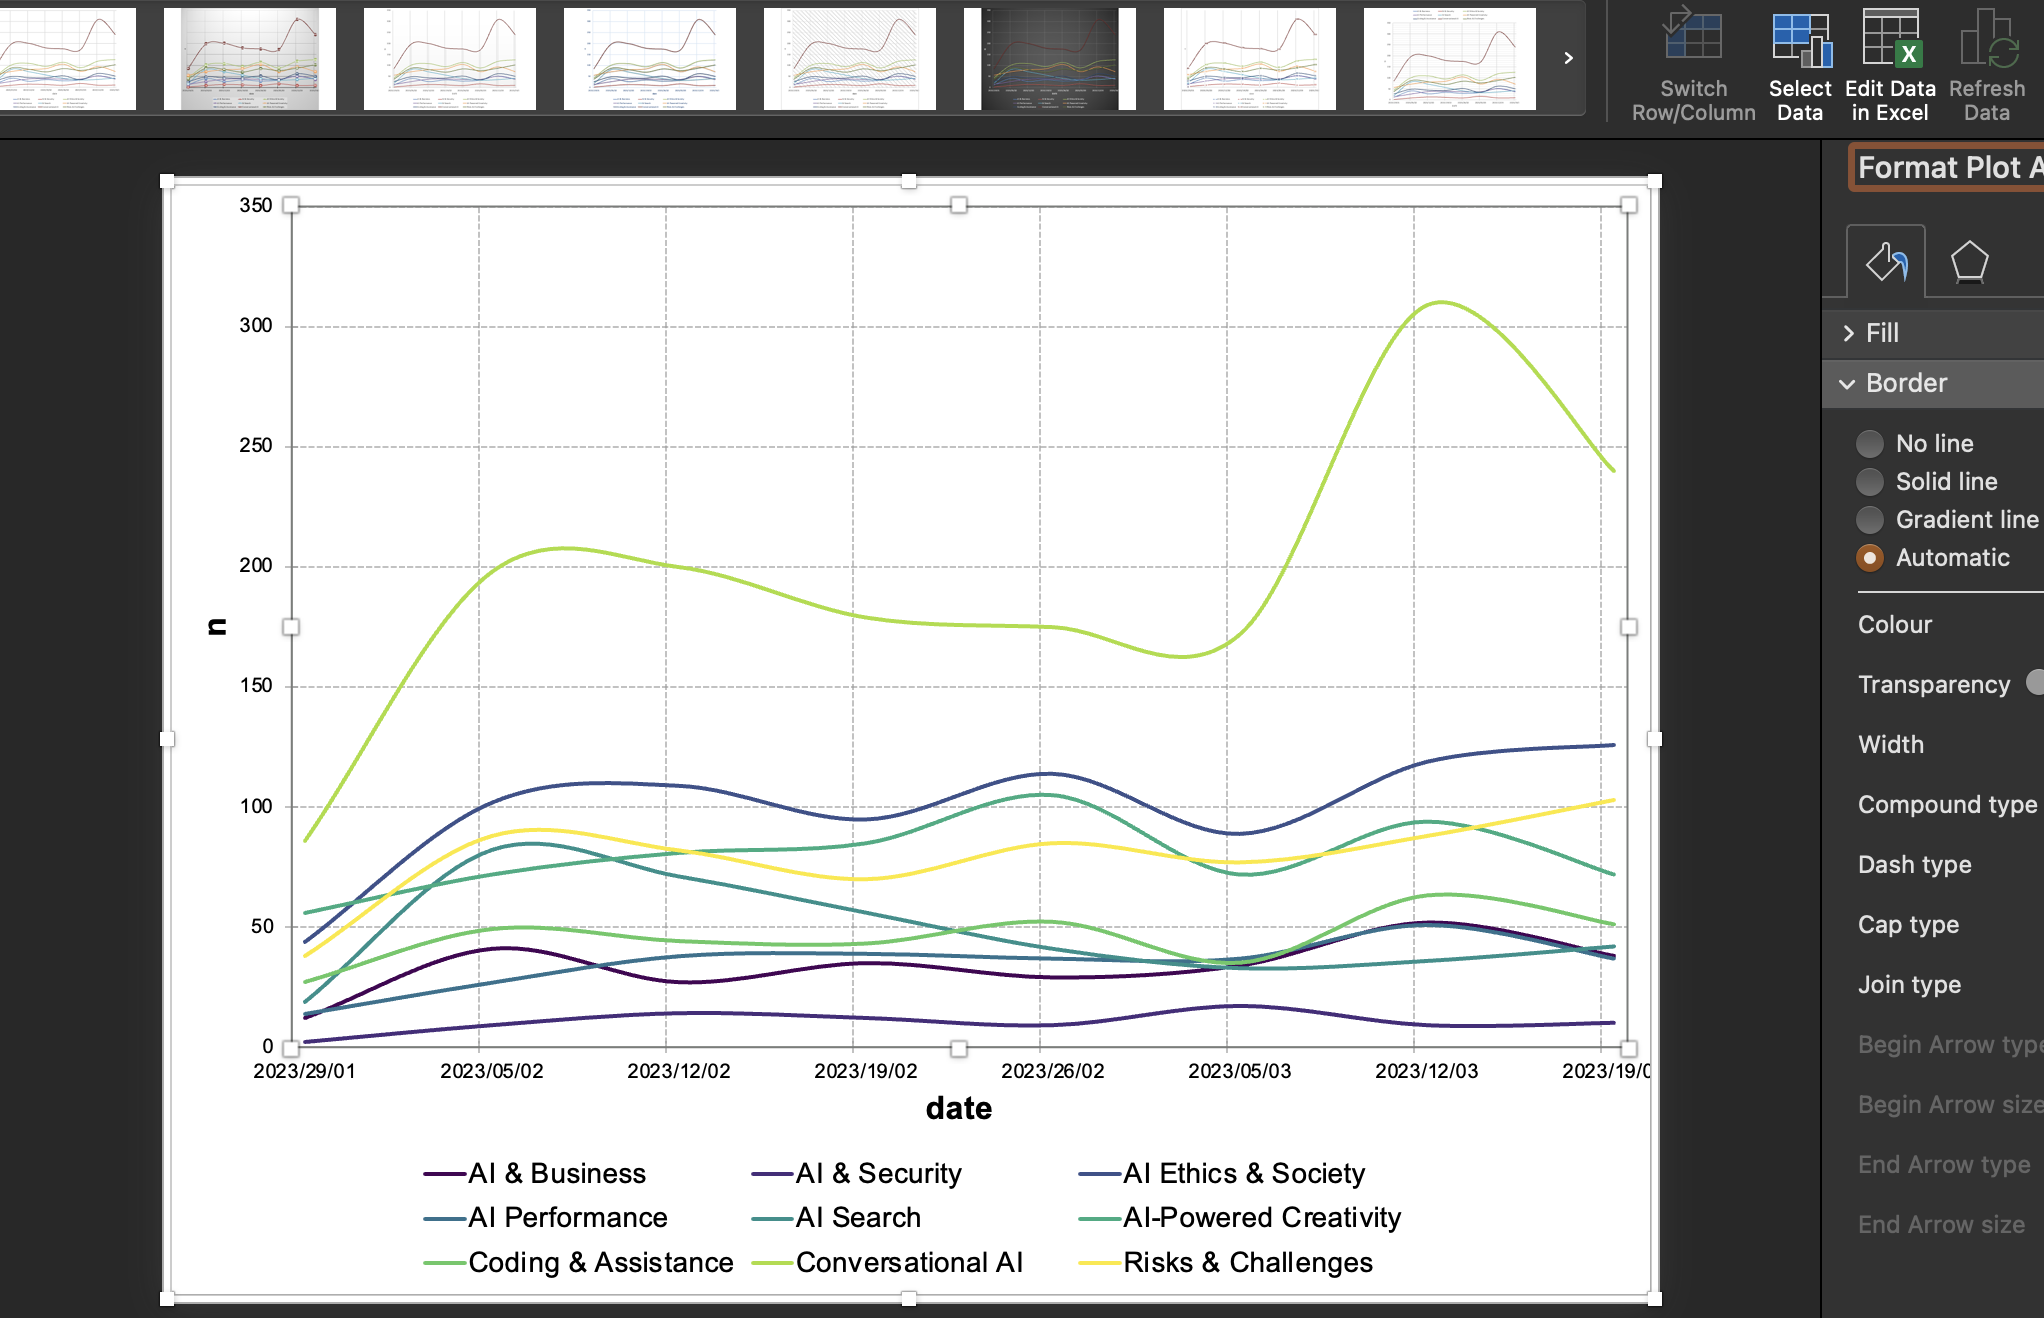 Switch
Row/Column
Select
Data
Edit Data
in Excel
Refresh
Data
Format Plot A
Fill
Border
No line
Solid line
Gradient line
Automatic
Colour
Transparency
Width
Compound type
Dash type
Cap type
Join type
Begin Arrow type
Begin Arrow size
End Arrow type
End Arrow size
350
300
250
200
150
100
50
0
n
2023/29/01 2023/05/02 2023/12/02 2023/19/02 2023/26/02 2023/05/03 2023/12/03 2023/19/0
date
AI & Business AI & Security AI Ethics & Society
AI Performance AI Search AI-Powered Creativity
Coding & Assistance Conversational AI Risks & Challenges